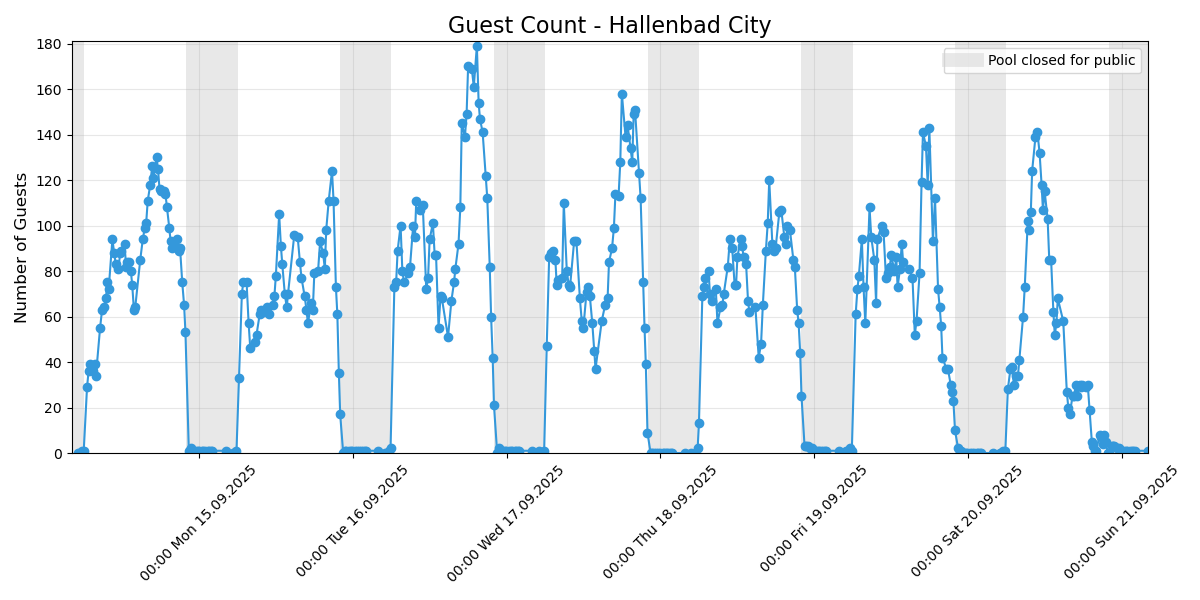 Guest Count - Hallenbad City
Pool closed for public
Number of Guests
180
160
140
120
100
80
60
40
20
0
00:00 Mon 15.09.2025
00:00 Tue 16.09.2025
00:00 Wed 17.09.2025
00:00 Thu 18.09.2025
00:00 Fri 19.09.2025
00:00 Sat 20.09.2025
00:00 Sun 21.09.2025